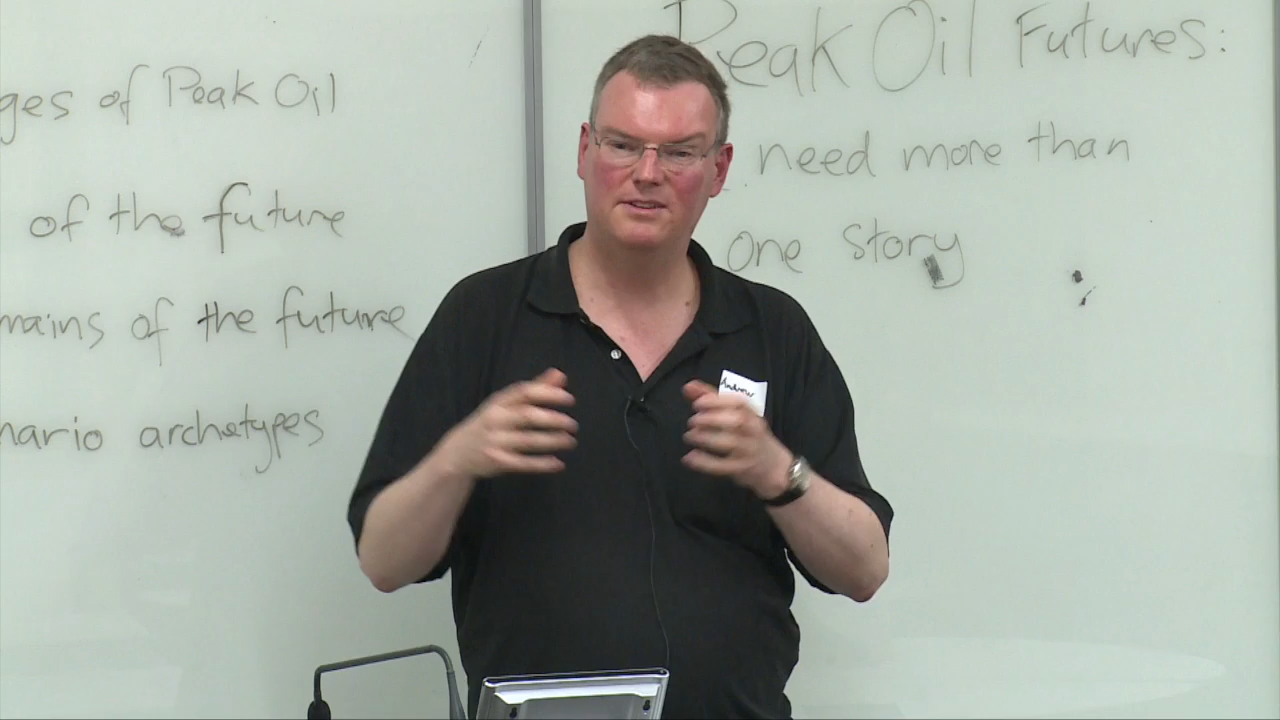 ges of Peak Oil
of the future
mains of the future
nario archetypes
Peak Oil Futures:
need more than
one story
Andrew